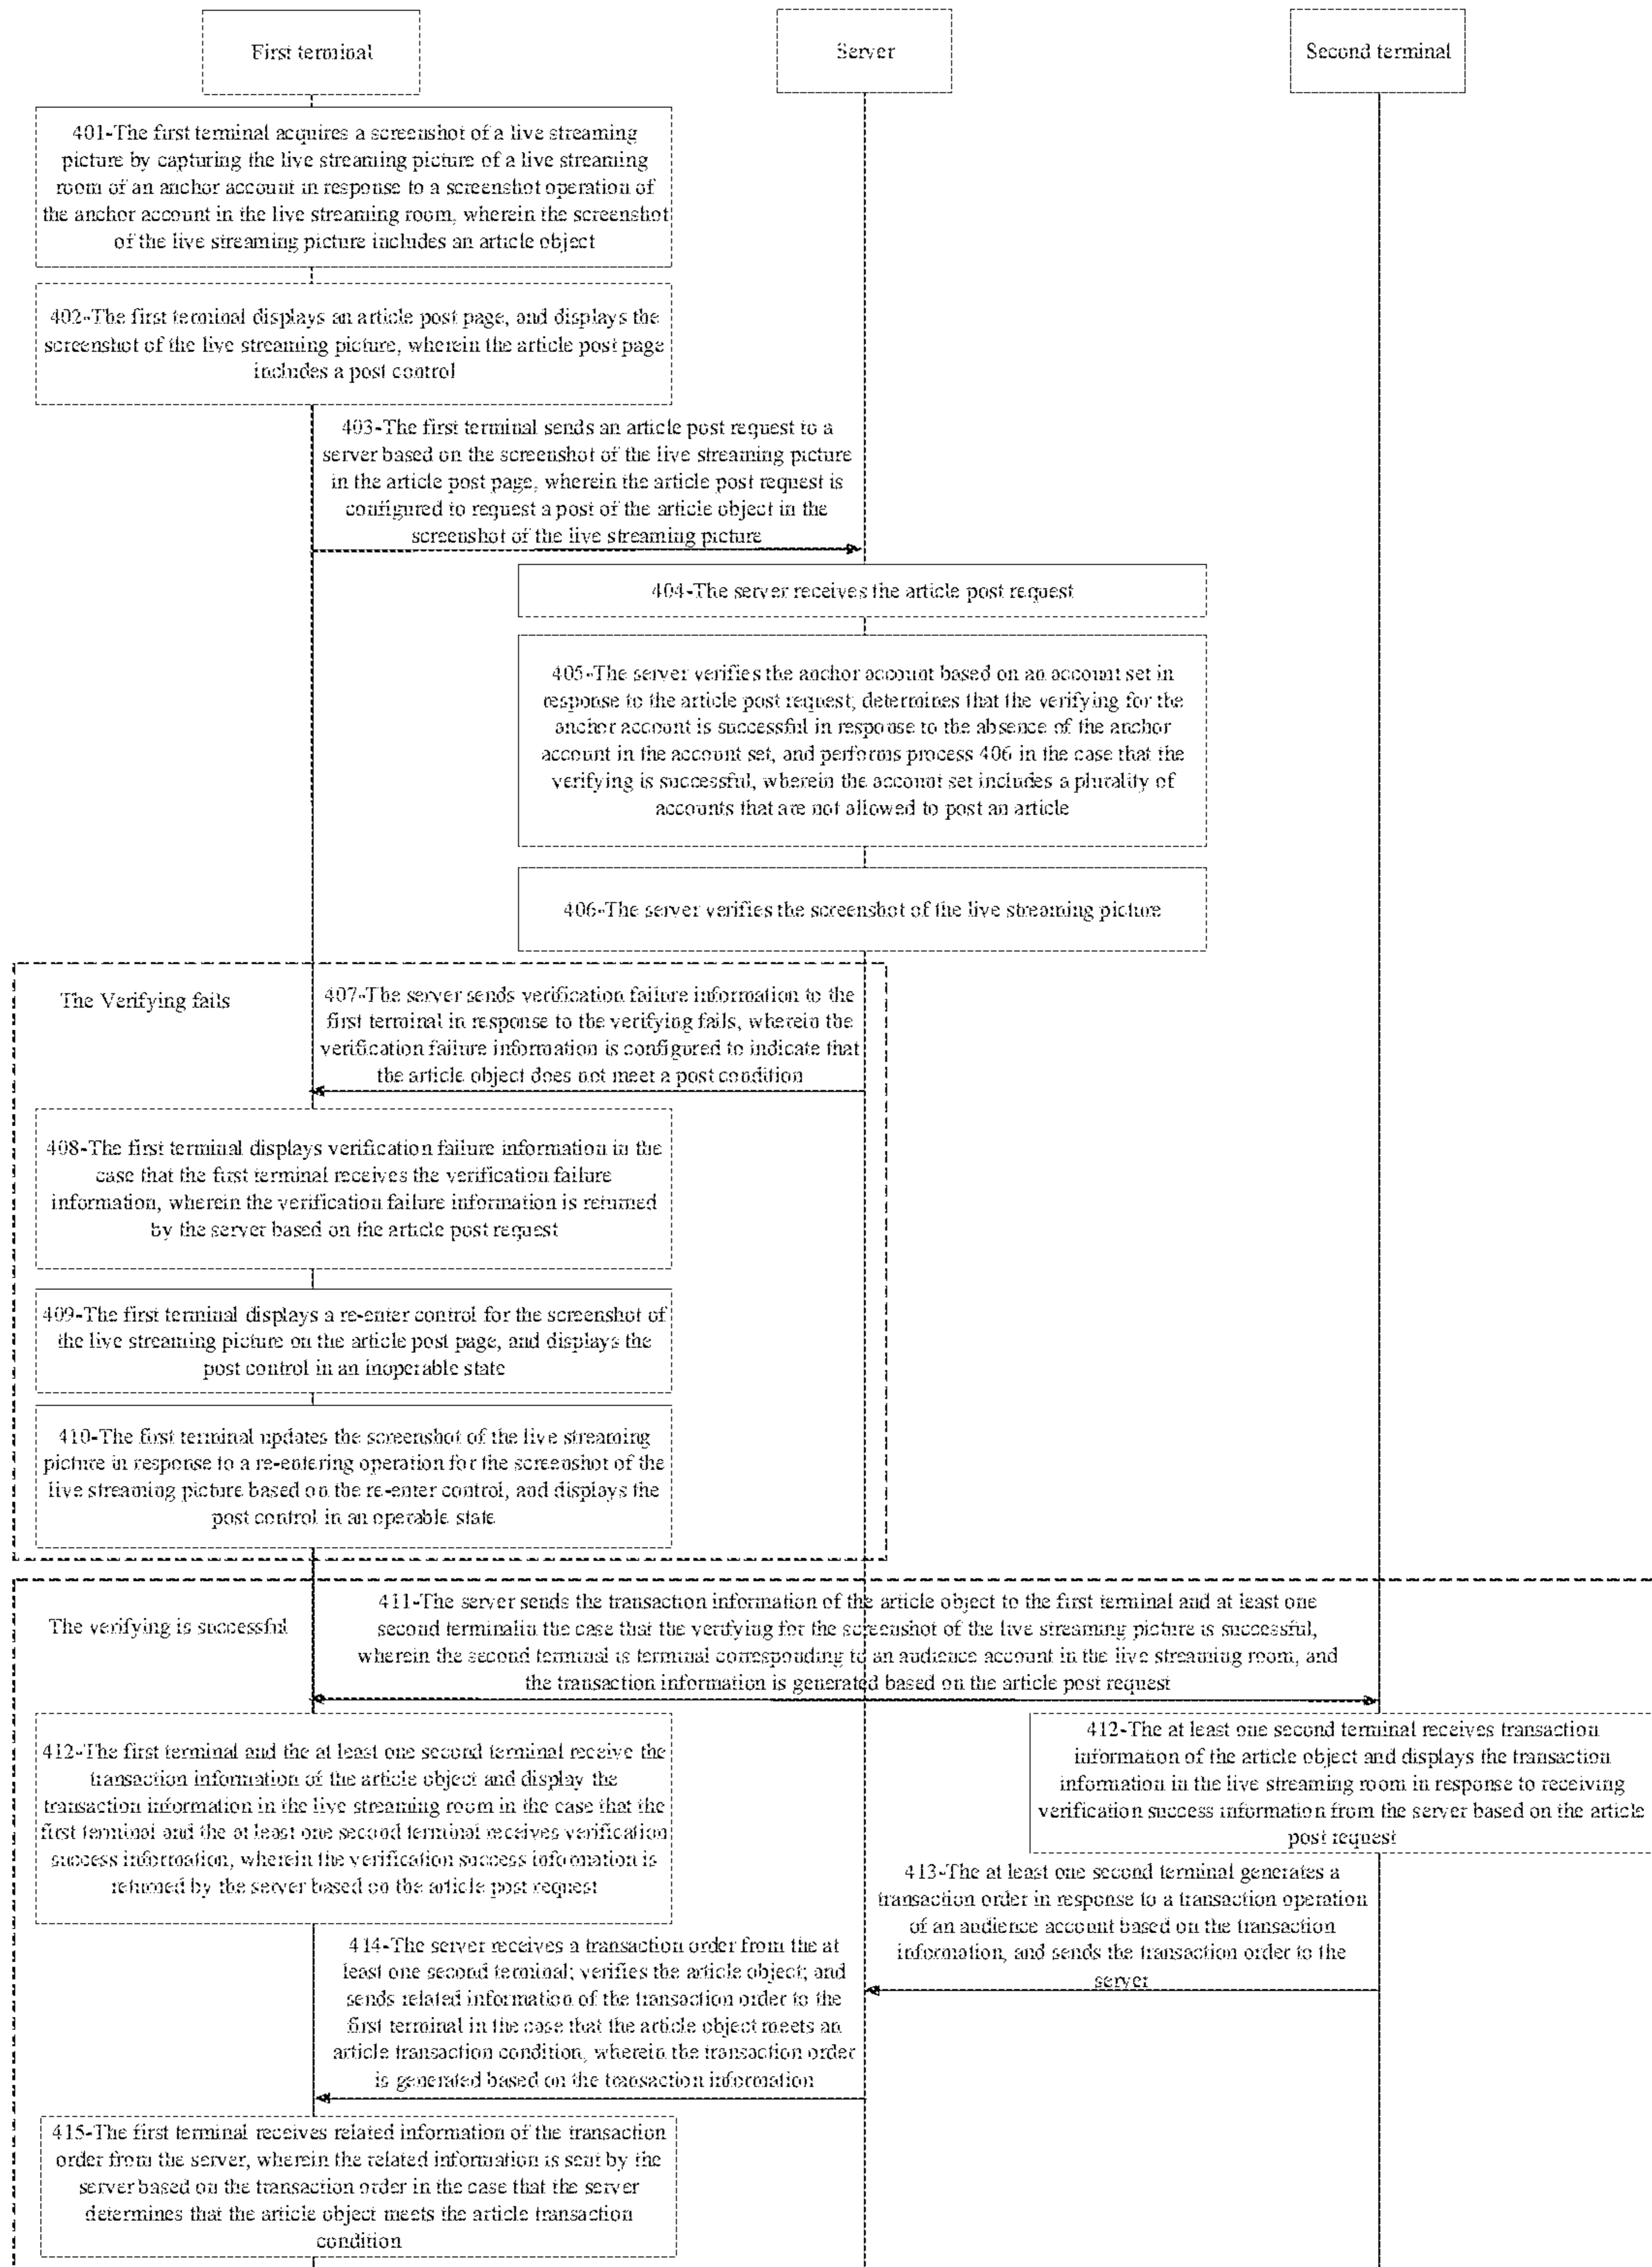 First terminal
Server
Second terminal
401-The first terminal acquires a screenshot of a live streaming
picture by capturing the live streaming picture of a live streaming
room of an anchor account in response to a screenshot operation of
the anchor account in the live streaming room, wherein the screenshot
of the live streaming picture includes an article object
402-The first terminal displays an article post page, and displays the
screenshot of the live streaming picture, wherein the article post page
includes a post control
403-The first terminal sends an article post request to a
server based on the screenshot of the live streaming picture
in the article post page, wherein the article post request is
configured to request a post of the article object in the
screenshot of the live streaming picture
404-The server receives the article post request
405-The server verifies the anchor account based on an account set in
response to the article post request; determines that the verifying for the
anchor account is successful in response to the absence of the anchor
account in the account set, and performs process 406 in the case that the
verifying is successful, wherein the account set includes a plurality of
accounts that are not allowed to post an article
406-The server verifies the screenshot of the live streaming picture
The Verifying fails
407-The server sends verification failure information to the
first terminal in response to the verifying fails, wherein the
verification failure information is configured to indicate that
the article object does not meet a post condition
408-The first terminal displays verification failure information in the
case that the first terminal receives the verification failure
information, wherein the verification failure information is returned
by the server based on the article post request
409-The first terminal displays a re-enter control for the screenshot of
the live streaming picture on the article post page, and displays the
post control in an inoperable state
410-The first terminal updates the screenshot of the live streaming
picture in response to a re-entering operation for the screenshot of the
live streaming picture based on the re-enter control, and displays the
post control in an operable state
The verifying is successful
411-The server sends the transaction information of the article object to the first terminal and at least one
second terminalin the case that the verifying for the screenshot of the live streaming picture is successful,
wherein the second terminal is terminal corresponding to an audience account in the live streaming room, and
the transaction information is generated based on the article post request
412-The first terminal and the at least one second terminal receive the
transaction information of the article object and display the
transaction information in the live streaming room in the case that the
first terminal and the at least one second terminal receives verification
success information, wherein the verification success information is
returned by the server based on the article post request
412-The at least one second terminal receives transaction
information of the article object and displays the transaction
information in the live streaming room in response to receiving
verification success information from the server based on the article
post request
413-The at least one second terminal generates a
transaction order in response to a transaction operation
of an audience account based on the transaction
information, and sends the transaction order to the
server
414-The server receives a transaction order from the at
least one second terminal; verifies the article object; and
sends related information of the transaction order to the
first terminal in the case that the article object meets an
article transaction condition, wherein the transaction order
is generated based on the transaction information
415-The first terminal receives related information of the transaction
order from the server, wherein the related information is sent by the
server based on the transaction order in the case that the server
determines that the article object meets the article transaction
condition